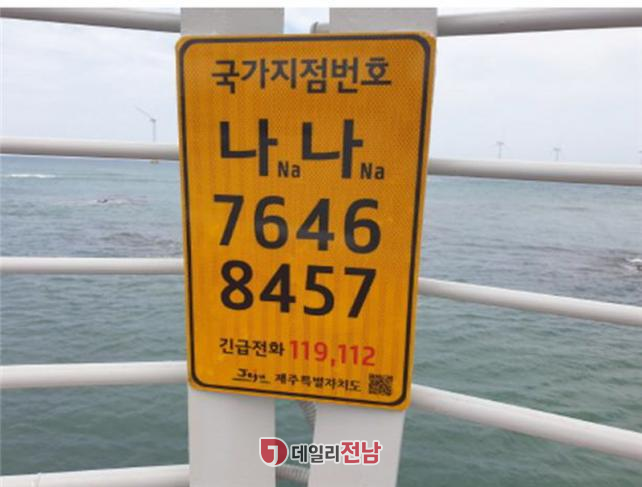 국가지점번호
나Na 나Na
7646
8457
긴급전화 119,112
제주특별자치도
데일리전남